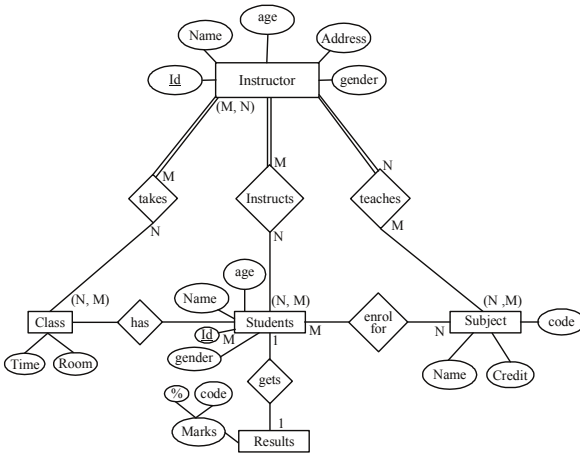 age
Name
Address
Id
Instructor
gender
(M, N)
M
M
N
takes
Instructs
teaches
N
N
M
age
(N, M)
Name
(N, M)
(N ,M)
Class
has
Id
Students
enrol
for
Subject
code
M
1
M
N
gender
Time
Room
gets
Name
Credit
%
code
Marks
1
Results